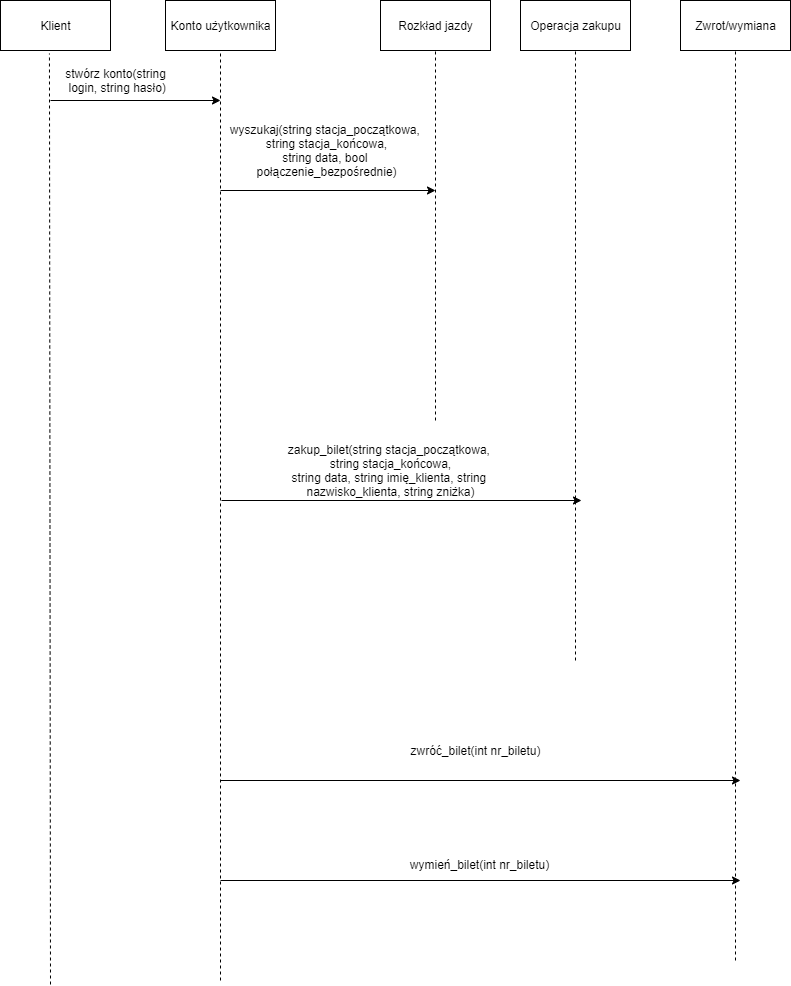 Klient
Konto użytkownika
Rozkład jazdy
Operacja zakupu
Zwrot/wymiana
stwórz konto(string
login, string hasło)
wyszukaj(string stacja_początkowa,
string stacja_końcowa,
string data, bool
połączenie_bezpośrednie)
zakup_bilet(string stacja_początkowa,
string stacja_końcowa,
string data, string imię_klienta, string
nazwisko_klienta, string zniżka)
zwróć_bilet(int nr_biletu)
wymień_bilet(int nr_biletu)